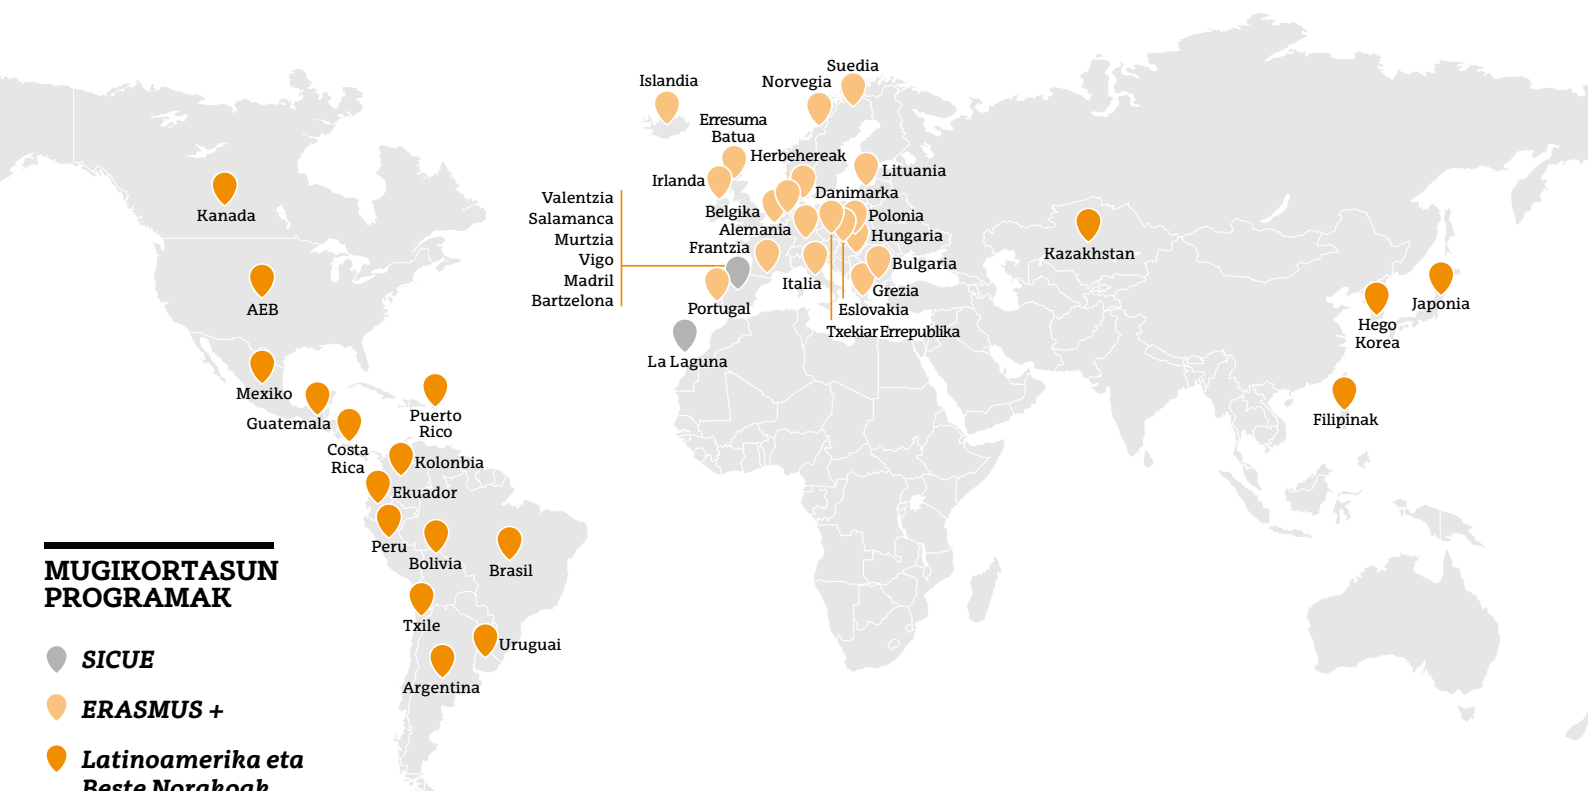 Suedia
Norvegia
Islandia
Erresuma
Batua
Herbehereak
Lituania
Irlanda
Danimarka
Valentzia
Salamanca
Murtzia
Vigo
Madril
Bartzelona
Belgika
Polonia
Alemania
Hungaria
Frantzia
Bulgaria
Italia
Grezia
Portugal
Eslovakia
Txekiar Errepublika
La Laguna
Kanada
AEB
Mexiko
Guatemala
Puerto
Rico
Costa
Rica
Kolonbia
Ekuador
Peru
Bolivia
Brasil
Txile
Uruguai
Argentina
Kazakhstan
Japonia
Hego
Korea
Filipinak
MUGIKORTASUN
PROGRAMAK
SICUE
ERASMUS +
Latinoamerika eta
Beste Norakoak